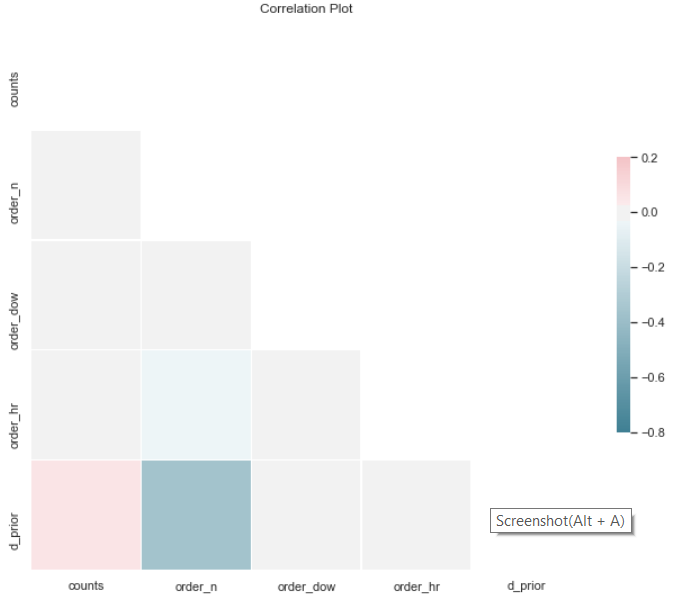 Correlation Plot
counts
order_n
order_dow
order_hr
d_prior
0.2
0.0
−0.2
−0.4
−0.6
−0.8
Screenshot(Alt + A)
counts
order_n
order_dow
order_hr
d_prior